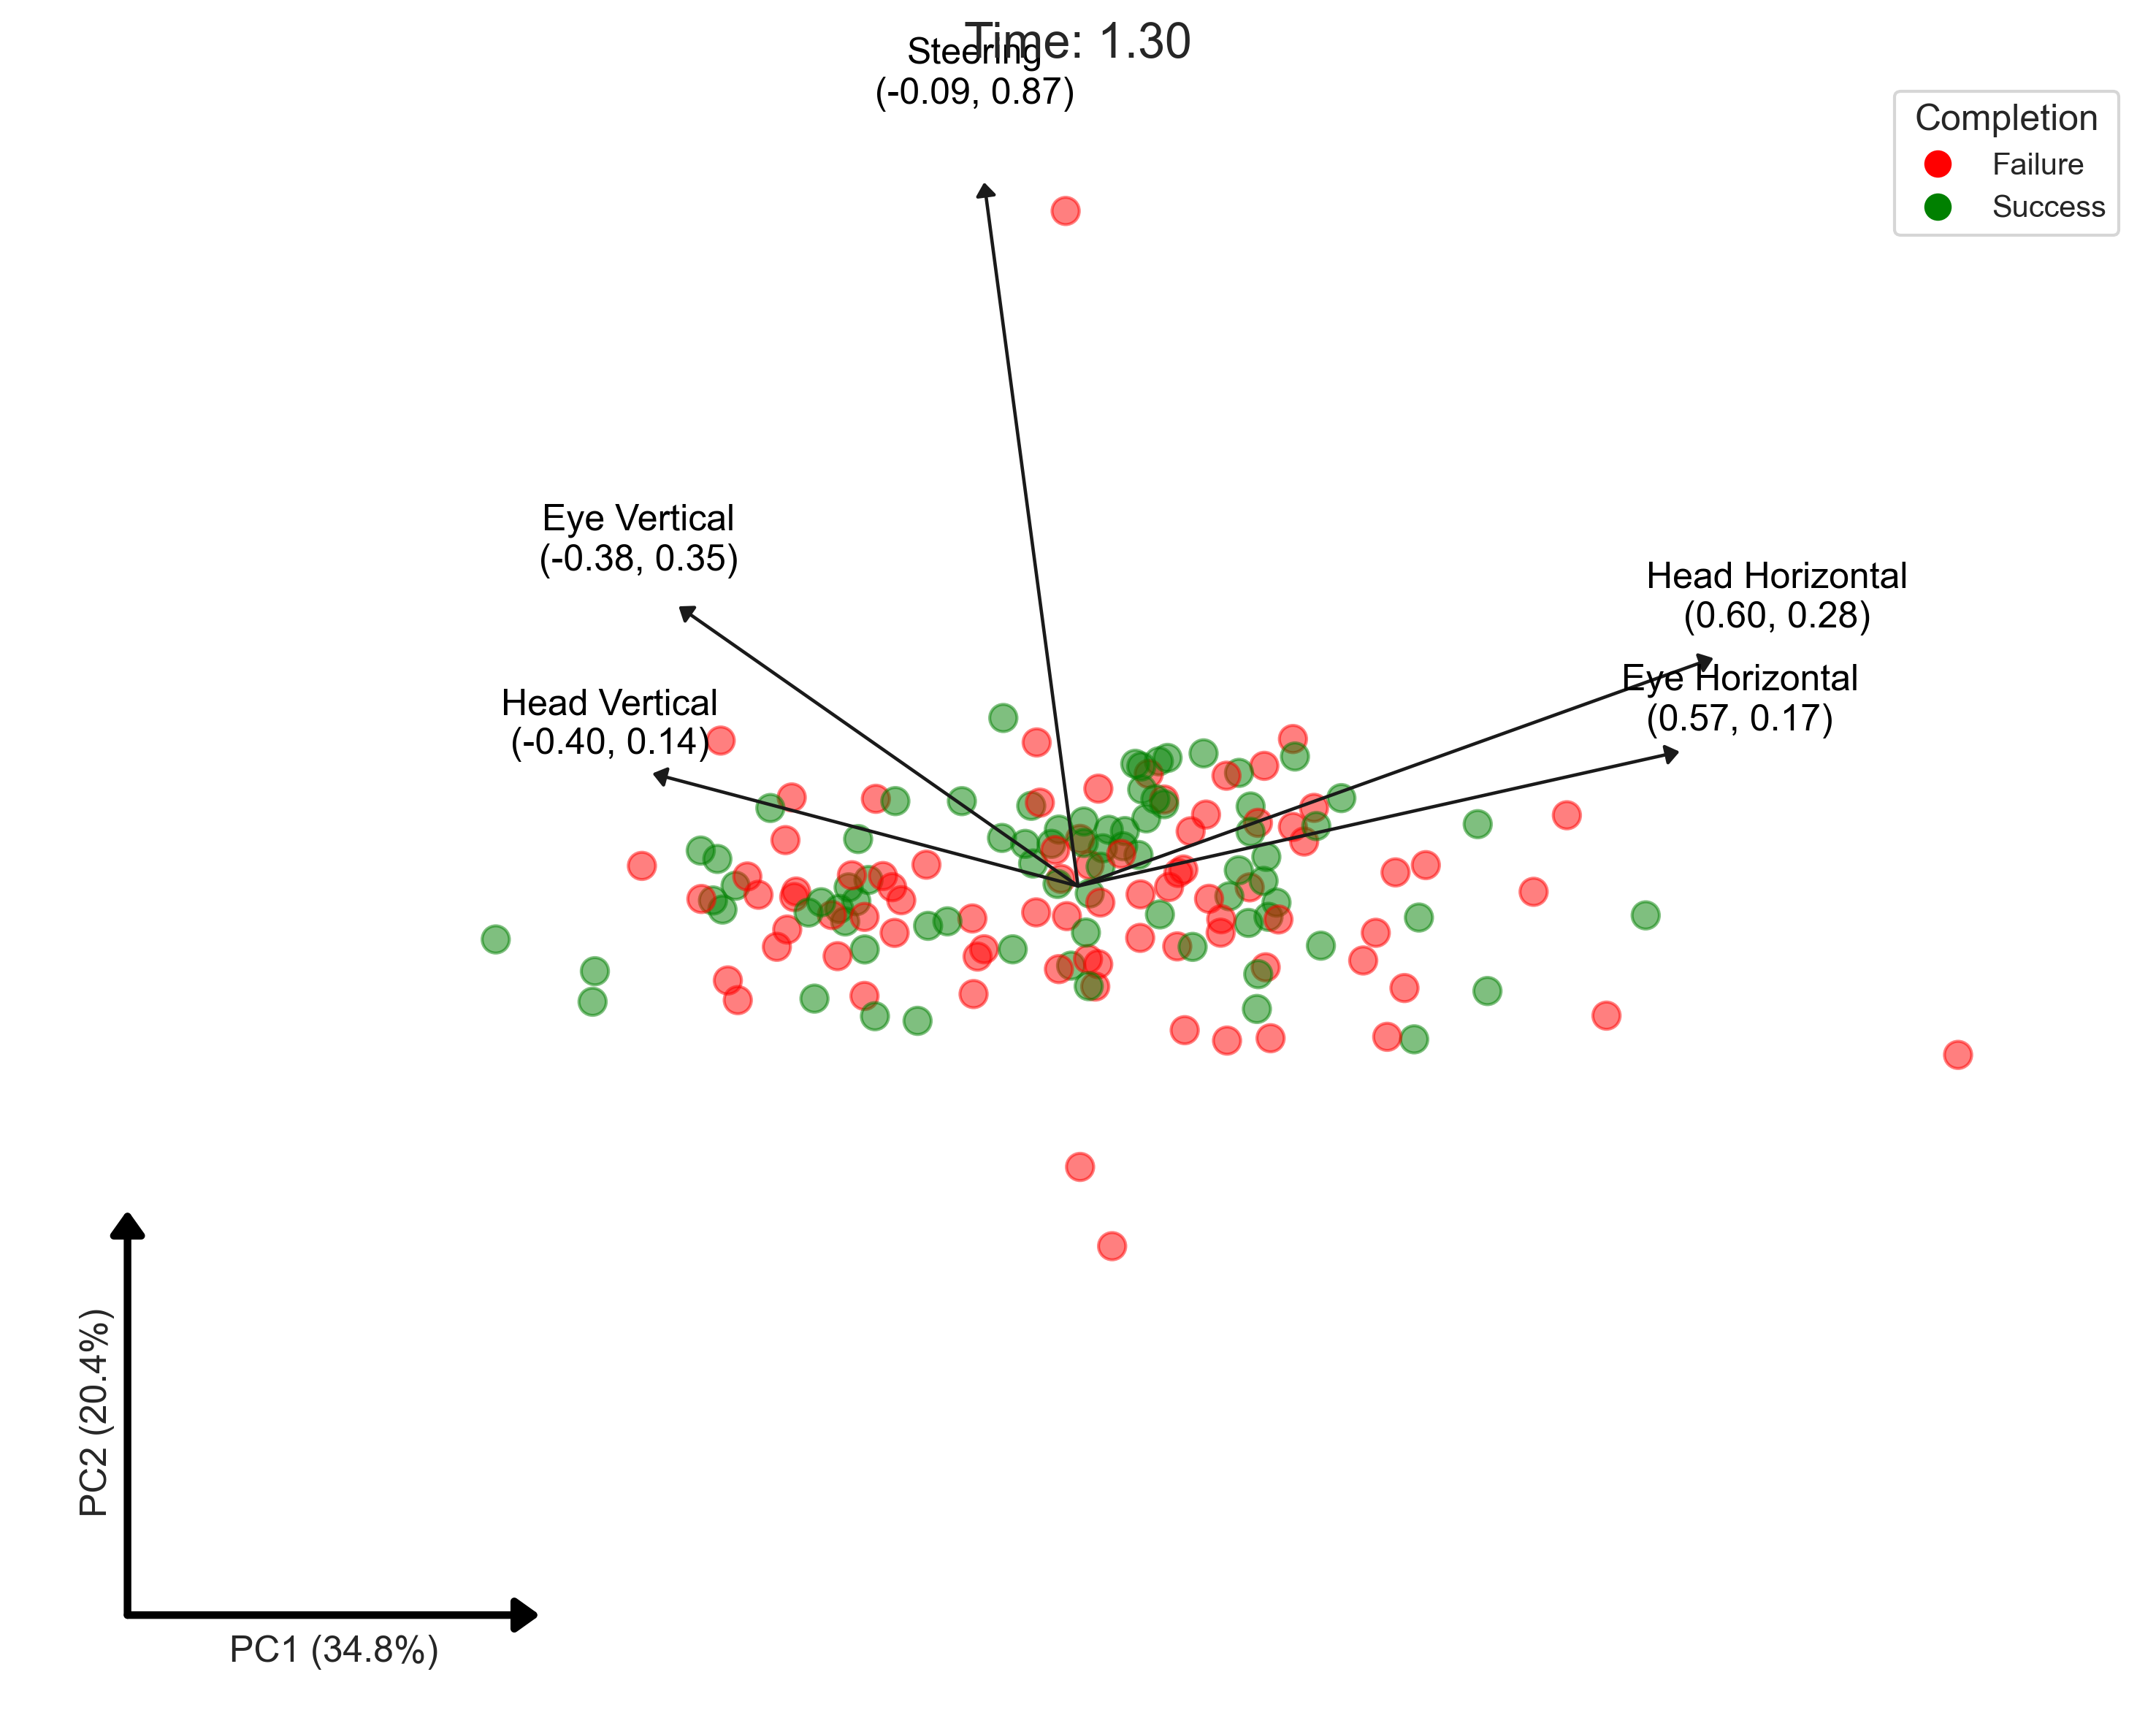 Time: 1.30
Steering
(-0.09, 0.87)
Completion
Failure
Success
Eye Vertical
(-0.38, 0.35)
Head Horizontal
(0.60, 0.28)
Eye Horizontal
(0.57, 0.17)
Head Vertical
(-0.40, 0.14)
PC2 (20.4%)
PC1 (34.8%)